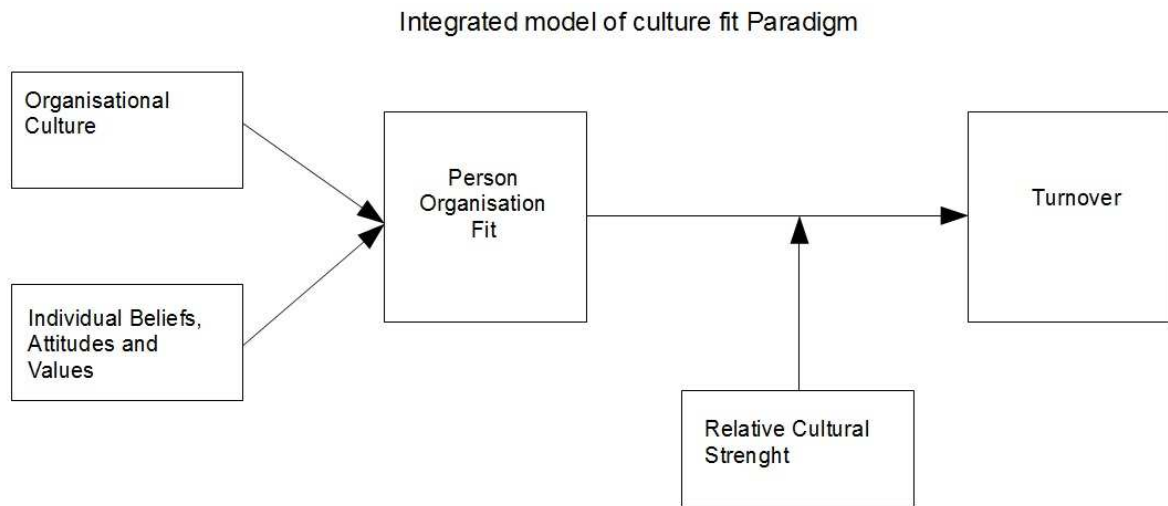 Integrated model of culture fit Paradigm
Organisational
Culture
Person
Organisation
Fit
Turnover
Individual Beliefs,
Attitudes and
Values
Relative Cultural
Strenght